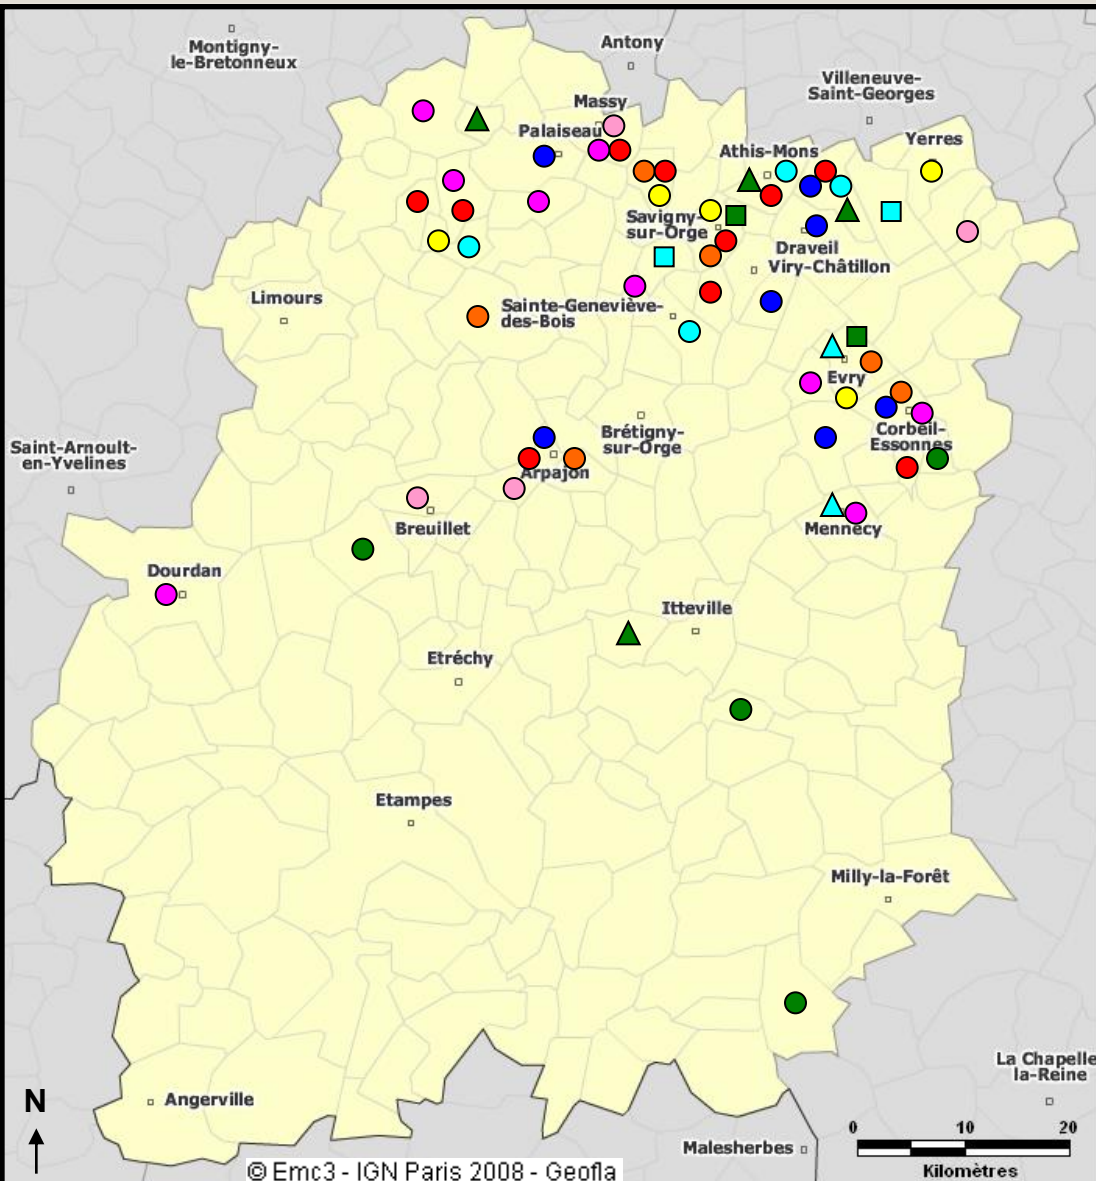 Montigny-
le-Bretonneux
Antony
Villeneuve-
Saint-Georges
Massy
Palaiseau
Athis-Mons
Yerres
Savigny-
sur-Orge
Draveil
Viry-Châtillon
Limours
Sainte-Geneviève-
des-Bois
Evry
Saint-Arnoult-
en-Yvelines
Brétigny-
sur-Orge
Corbeil-
Essonnes
Arpajon
Breuillet
Mennecy
Dourdan
Itteville
Etréchy
Etampes
Milly-la-Forêt
La Chapelle
la-Reine
Angerville
N
Malesherbes
0 10 20
Kilomètres
© Emc3 - IGN Paris 2008 - Geofla